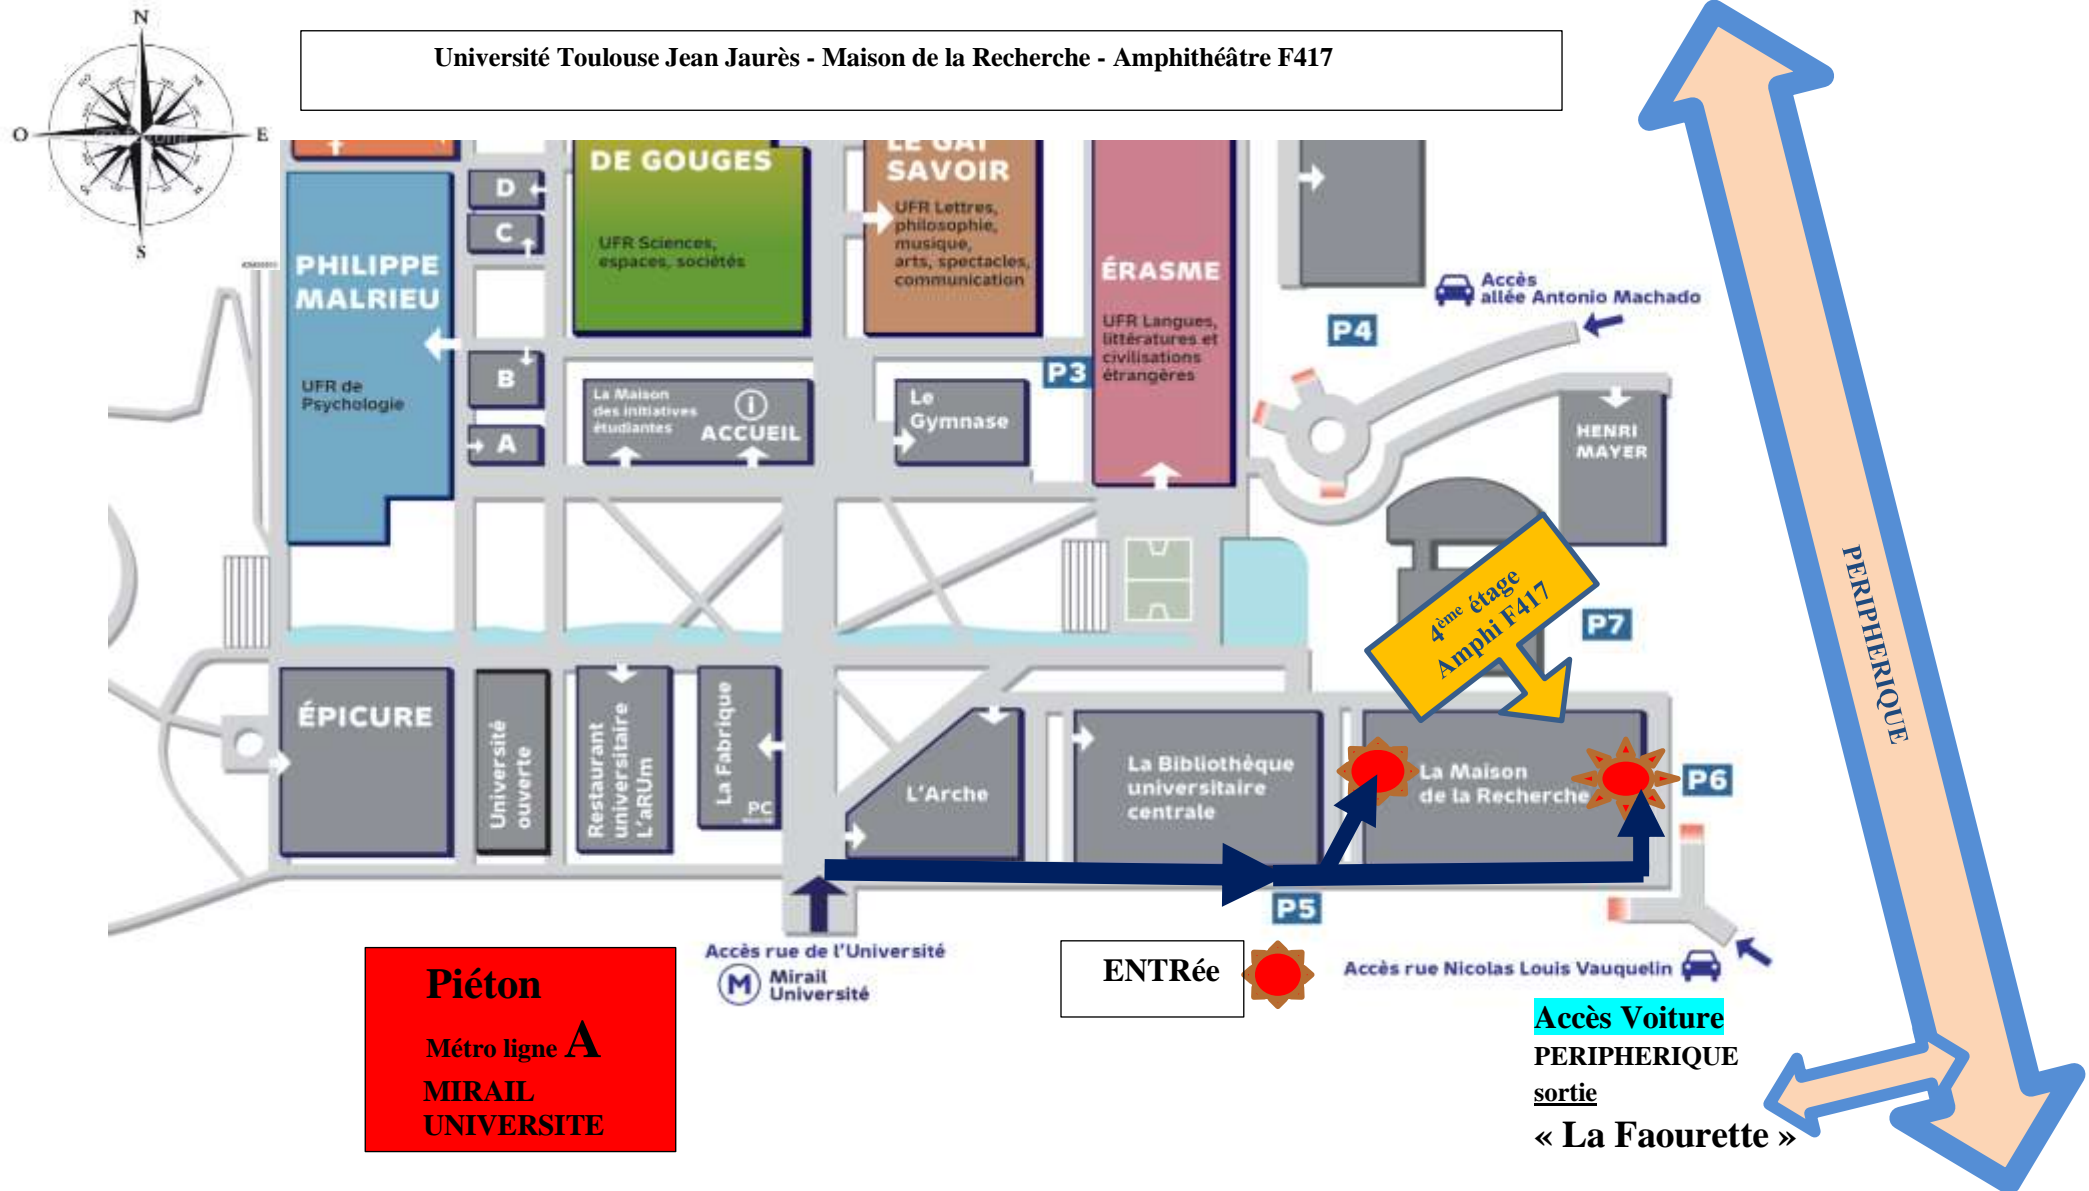 N
Université Toulouse Jean Jaurès - Maison de la Recherche - Amphithéâtre F417
O
E
S
DE GOUGES
UFR Sciences,
espaces, sociétés
LE GAI
SAVOIR
UFR Lettres,
philosophie,
musique,
arts, spectacles,
communication
D
C
B
A
PHILIPPE
MALRIEU
UFR de
Psychologie
ÉRASME
UFR Langues,
littératures et
civilisations
étrangères
Accès
allée Antonio Machado
P4
P3
La Maison
des initiatives
étudiantes
i
ACCUEIL
Le
Gymnase
HENRI
MAYER
4ème étage
Amphi F417
P7
PERIPHERIQUE
ÉPICURE
Université
ouverte
Restaurant
universitaire
L'aRUm
La Fabrique
PC
L'Arche
La Bibliothèque
universitaire
centrale
La Maison
de la Recherche
P6
P5
Accès rue de l'Université
M
Mirail
Université
ENTRée
Accès rue Nicolas Louis Vauquelin
Piéton
Métro ligne A
MIRAIL
UNIVERSITE
Accès Voiture
PERIPHERIQUE
sortie
« La Faourette »